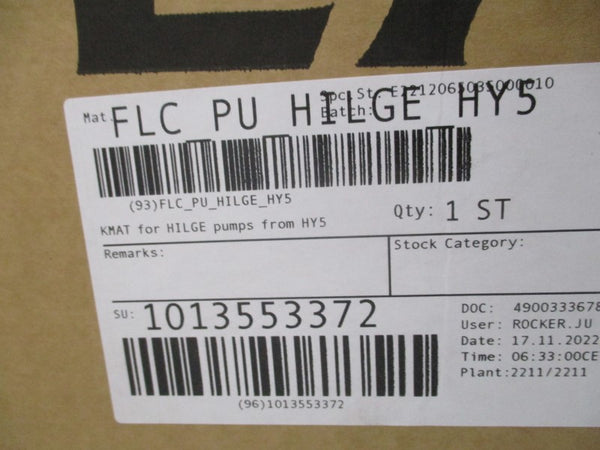 Spc.St. E2212065035000010
Mat. FLC PU HILGE HY5
Batch:
(93)FLC_PU_HILGE_HY5
Qty: 1 ST
KMAT for HILGE pumps from HY5
Remarks:
Stock Category:
SU: 1013553372
DOC: 4900333678
User: ROCKER.JU
Date: 17.11.2022
Time: 06:33:00CE
Plant:2211/2211
(96)1013553372